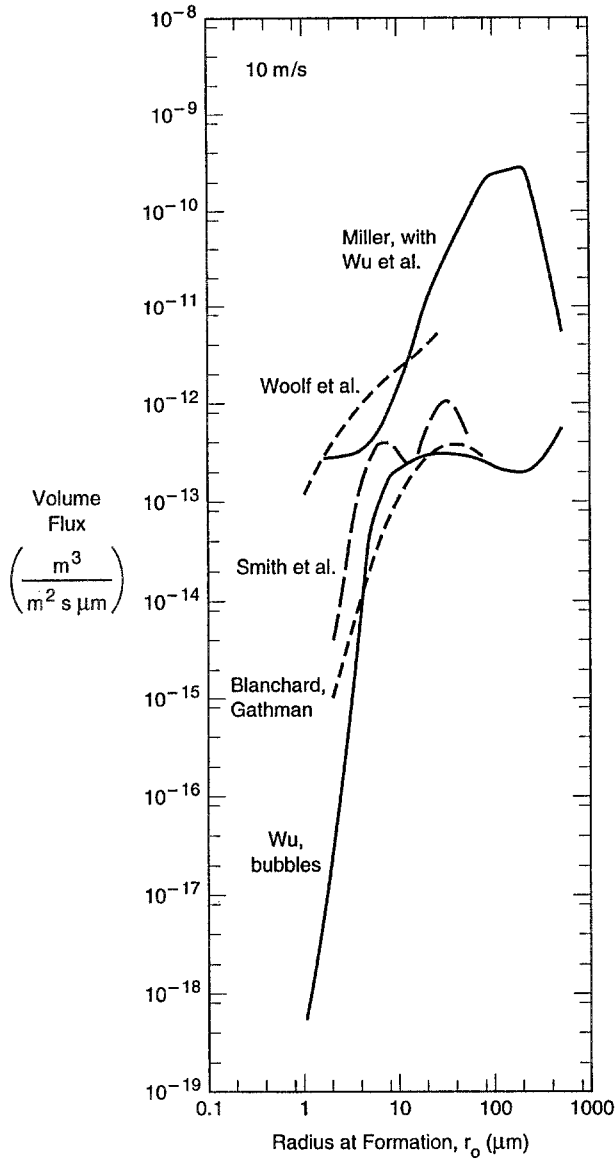 10⁻⁸
10 m/s
10⁻⁹
10⁻¹⁰
Miller, with
Wu et al.
10⁻¹¹
Woolf et al.
10⁻¹²
10⁻¹³
Volume
Flux
( m³ / m² s μm )
Smith et al.
10⁻¹⁴
Blanchard,
Gathman
10⁻¹⁵
10⁻¹⁶
Wu,
bubbles
10⁻¹⁷
10⁻¹⁸
10⁻¹⁹
0.1 1 10 100 1000
Radius at Formation, rₒ (μm)